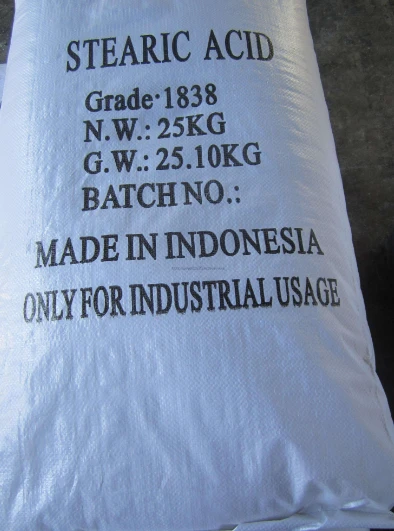 STEARIC ACID
Grade·1838
N.W.: 25KG
G.W.: 25.10KG
BATCH NO.:
MADE IN INDONESIA
ONLY FOR INDUSTRIAL USAGE